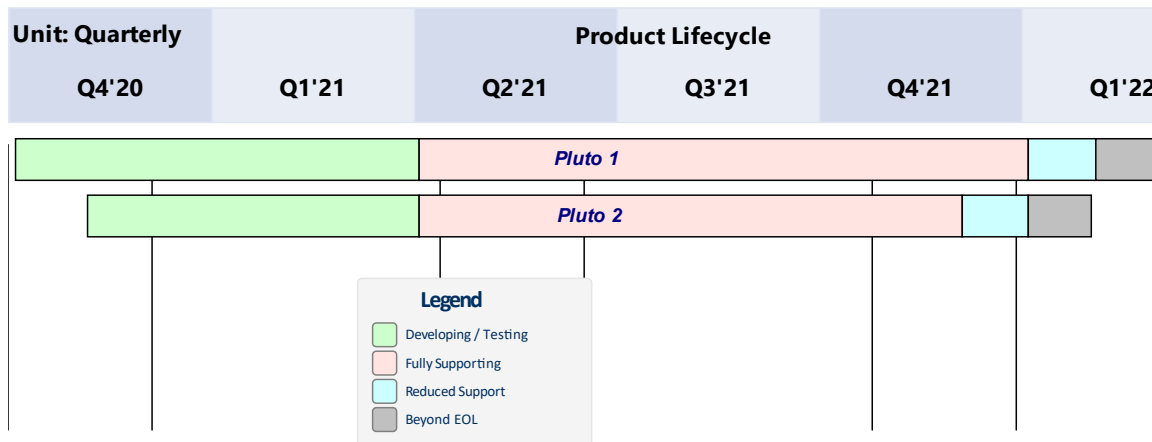 Unit: Quarterly
Product Lifecycle
Q4'20 Q1'21 Q2'21 Q3'21 Q4'21 Q1'22
Pluto 1
Pluto 2
Legend
Developing / Testing
Fully Supporting
Reduced Support
Beyond EOL